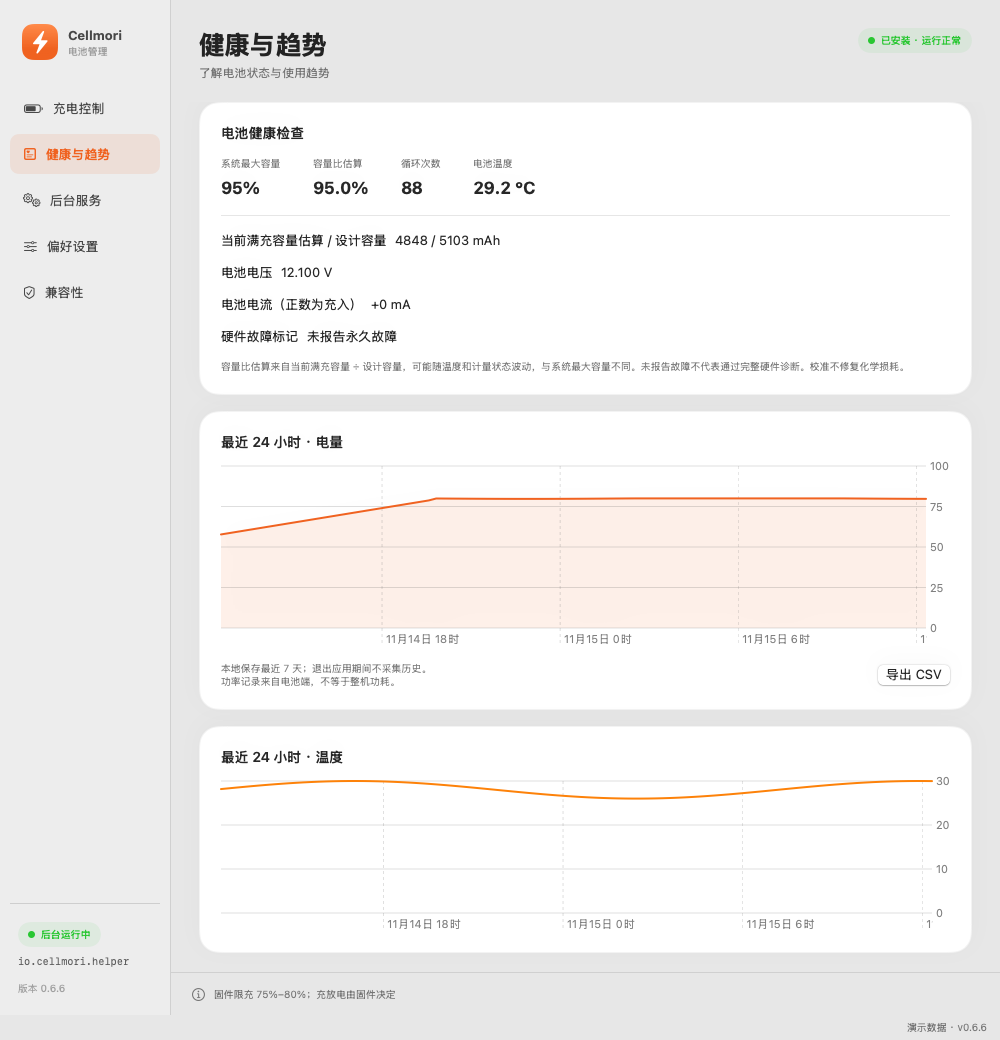 Cellmori
电池管理
充电控制
健康与趋势
后台服务
偏好设置
兼容性
后台运行中
io.cellmori.helper
版本 0.6.6
健康与趋势
了解电池状态与使用趋势
已安装 · 运行正常
电池健康检查
系统最大容量 容量比估算 循环次数 电池温度
95% 95.0% 88 29.2 °C
当前满充容量估算 / 设计容量 4848 / 5103 mAh
电池电压 12.100 V
电池电流（正数为充入） +0 mA
硬件故障标记 未报告永久故障
容量比估算来自当前满充容量 ÷ 设计容量，可能随温度和计量状态波动，与系统最大容量不同。未报告故障不代表通过完整硬件诊断。校准不修复化学损耗。
最近 24 小时 · 电量
100
75
50
25
0
11月14日 18时 11月15日 0时 11月15日 6时 1
本地保存最近 7 天；退出应用期间不采集历史。
功率记录来自电池端，不等于整机功耗。
导出 CSV
最近 24 小时 · 温度
30
20
10
0
11月14日 18时 11月15日 0时 11月15日 6时 1
固件限充 75%–80%；充放电由固件决定
演示数据 · v0.6.6